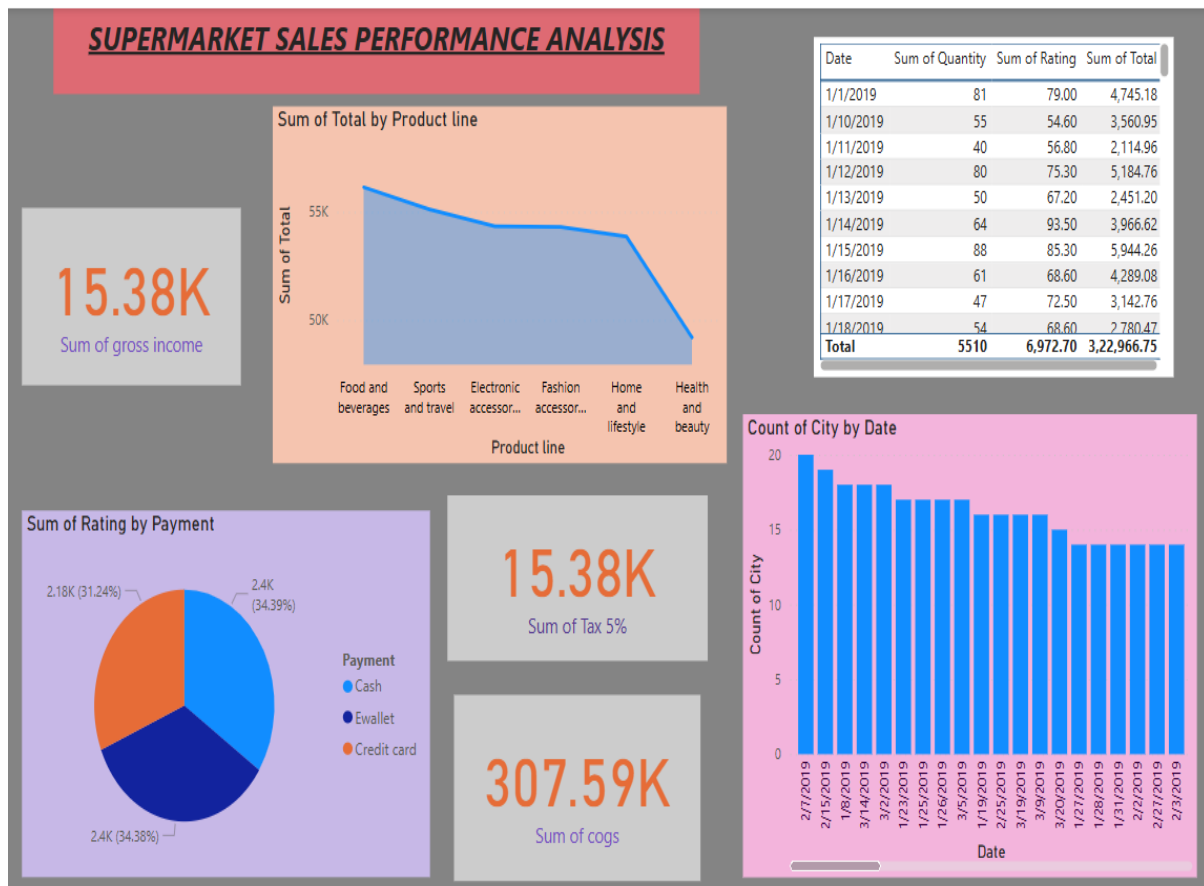 SUPERMARKET SALES PERFORMANCE ANALYSIS
Date Sum of Quantity Sum of Rating Sum of Total
1/1/2019 81 79.00 4,745.18
1/10/2019 55 54.60 3,560.95
1/11/2019 40 56.80 2,114.96
1/12/2019 80 75.30 5,184.76
1/13/2019 50 67.20 2,451.20
1/14/2019 64 93.50 3,966.62
1/15/2019 88 85.30 5,944.26
1/16/2019 61 68.60 4,289.08
1/17/2019 47 72.50 3,142.76
1/18/2019 54 68.60 2,780.47
Total 5510 6,972.70 3,22,966.75
Sum of Total by Product line
Sum of Total
55K
50K
Food and beverages
Sports and travel
Electronic accessor...
Fashion accessor...
Home and lifestyle
Health and beauty
Product line
15.38K
Sum of gross income
Count of City by Date
Count of City
20
15
10
5
0
2/7/2019
2/15/2019
1/8/2019
3/14/2019
3/2/2019
1/23/2019
1/25/2019
1/26/2019
3/5/2019
1/19/2019
2/25/2019
3/19/2019
3/9/2019
3/20/2019
1/27/2019
1/28/2019
1/31/2019
2/2/2019
2/27/2019
2/3/2019
Date
Sum of Rating by Payment
2.18K (31.24%)
2.4K
(34.39%)
2.4K (34.38%)
Payment
Cash
Ewallet
Credit card
15.38K
Sum of Tax 5%
307.59K
Sum of cogs